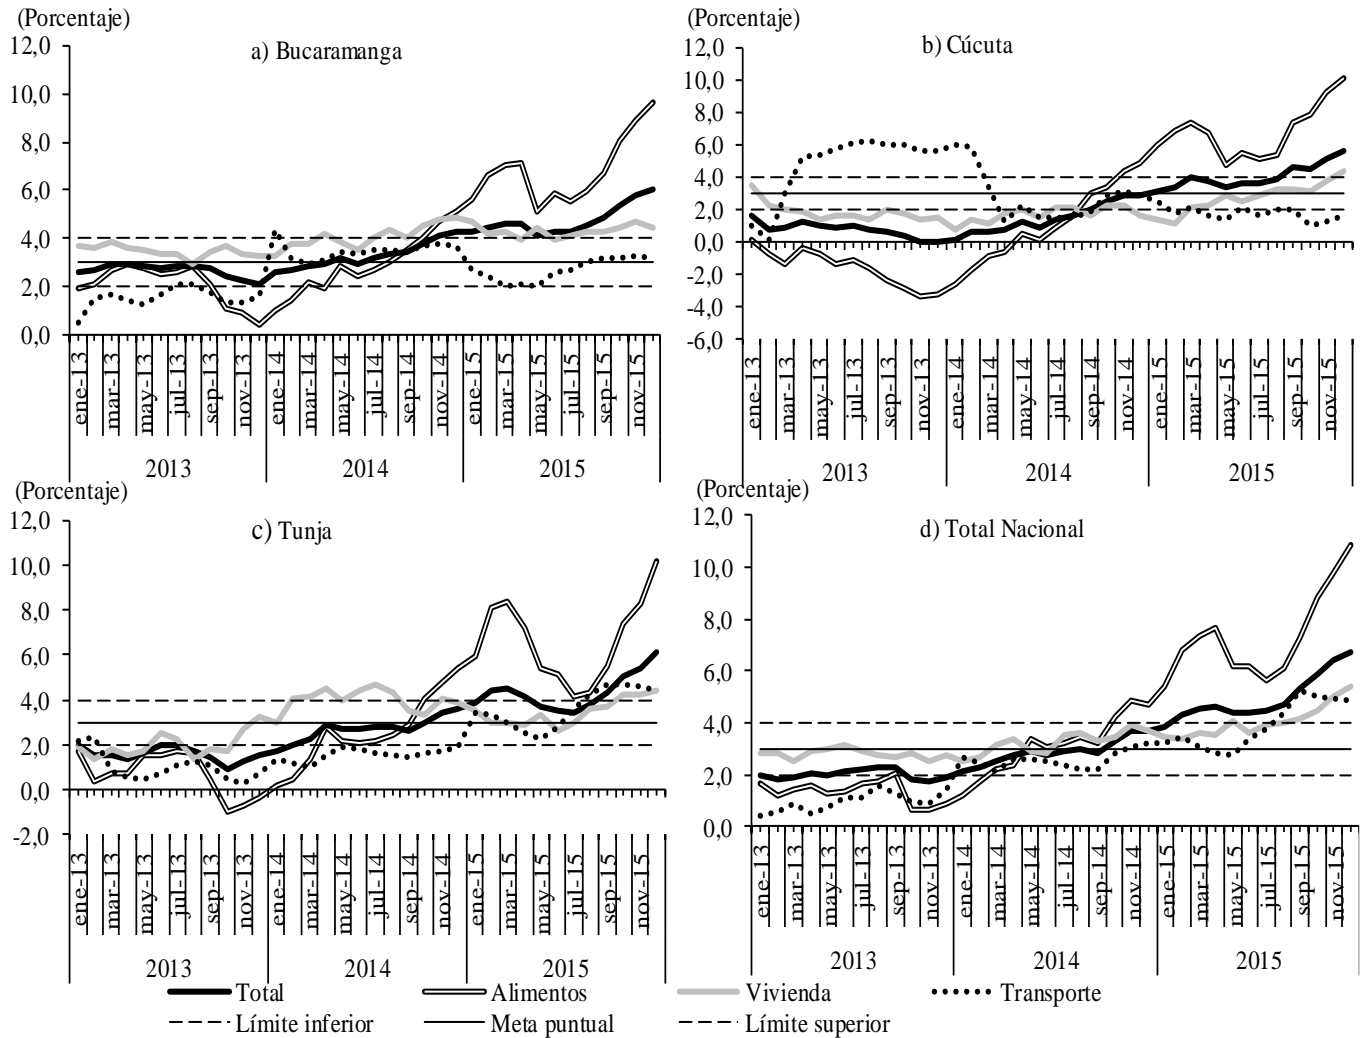 (Porcentaje)
a) Bucaramanga
12,0
10,0
8,0
6,0
4,0
2,0
0,0
ene-13
mar-13
may-13
jul-13
sep-13
nov-13
ene-14
mar-14
may-14
jul-14
sep-14
nov-14
ene-15
mar-15
may-15
jul-15
sep-15
nov-15
2013 2014 2015
(Porcentaje)
b) Cúcuta
12,0
10,0
8,0
6,0
4,0
2,0
0,0
-2,0
-4,0
-6,0
ene-13
mar-13
may-13
jul-13
sep-13
nov-13
ene-14
mar-14
may-14
jul-14
sep-14
nov-14
ene-15
mar-15
may-15
jul-15
sep-15
nov-15
2013 2014 2015
(Porcentaje)
c) Tunja
12,0
10,0
8,0
6,0
4,0
2,0
0,0
-2,0
ene-13
mar-13
may-13
jul-13
sep-13
nov-13
ene-14
mar-14
may-14
jul-14
sep-14
nov-14
ene-15
mar-15
may-15
jul-15
sep-15
nov-15
2013 2014 2015
(Porcentaje)
d) Total Nacional
12,0
10,0
8,0
6,0
4,0
2,0
0,0
ene-13
mar-13
may-13
jul-13
sep-13
nov-13
ene-14
mar-14
may-14
jul-14
sep-14
nov-14
ene-15
mar-15
may-15
jul-15
sep-15
nov-15
2013 2014 2015
Total Alimentos Vivienda Transporte
Límite inferior Meta puntual Límite superior